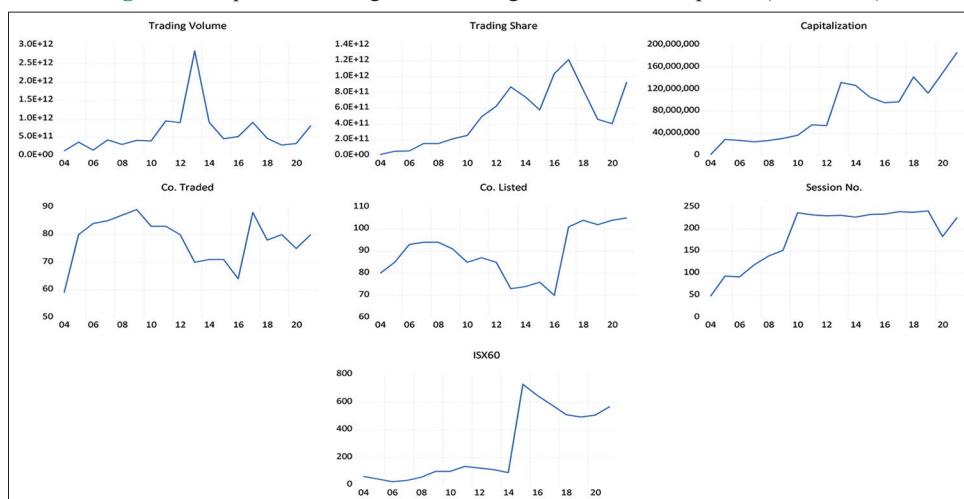 Trading Volume
3.0E+12
2.5E+12
2.0E+12
1.5E+12
1.0E+12
5.0E+11
0.0E+00
04 06 08 10 12 14 16 18 20
Trading Share
1.4E+12
1.2E+12
1.0E+12
8.0E+11
6.0E+11
4.0E+11
2.0E+11
0.0E+00
04 06 08 10 12 14 16 18 20
Capitalization
200,000,000
160,000,000
120,000,000
80,000,000
40,000,000
0
04 06 08 10 12 14 16 18 20
Co. Traded
90
80
70
60
50
04 06 08 10 12 14 16 18 20
Co. Listed
110
100
90
80
70
60
04 06 08 10 12 14 16 18 20
Session No.
250
200
150
100
50
0
04 06 08 10 12 14 16 18 20
ISX60
800
600
400
200
0
04 06 08 10 12 14 16 18 20